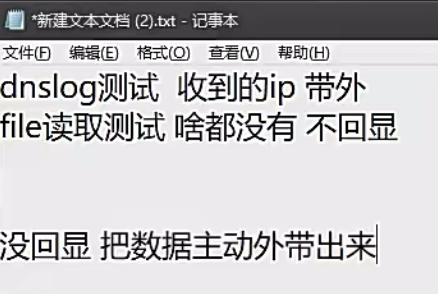 *新建文本文档 (2).txt - 记事本
文件(F) 编辑(E) 格式(O) 查看(V) 帮助(H)
dnslog测试  收到的ip 带外
file读取测试 啥都没有 不回显
没回显 把数据主动外带出来